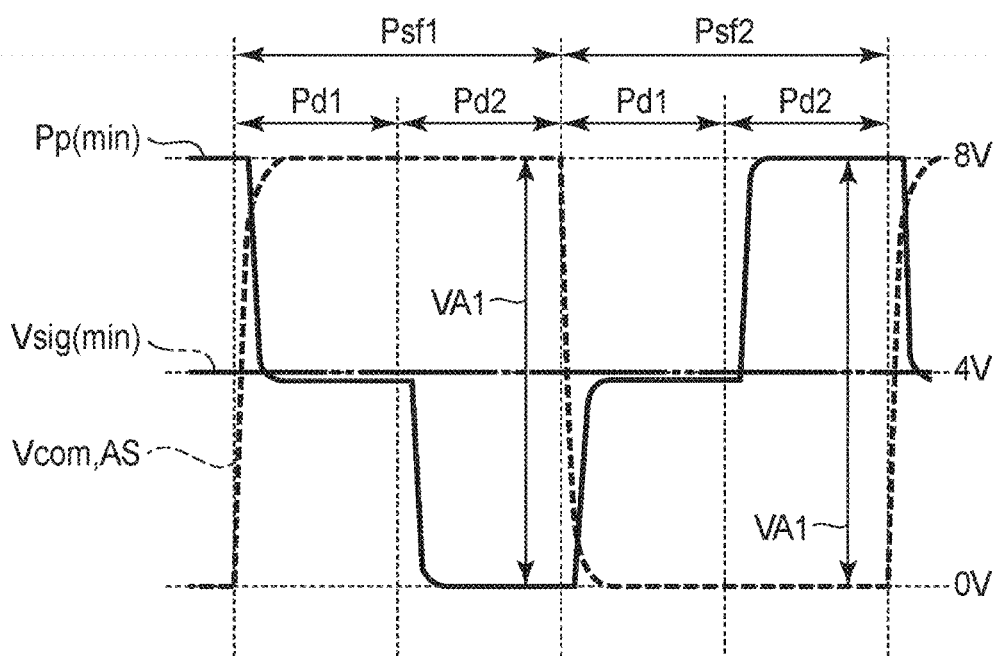 Psf1 Psf2
Pd1 Pd2 Pd1 Pd2
Pp(min) 8V
VA1
Vsig(min) 4V
Vcom,AS
VA1
0V